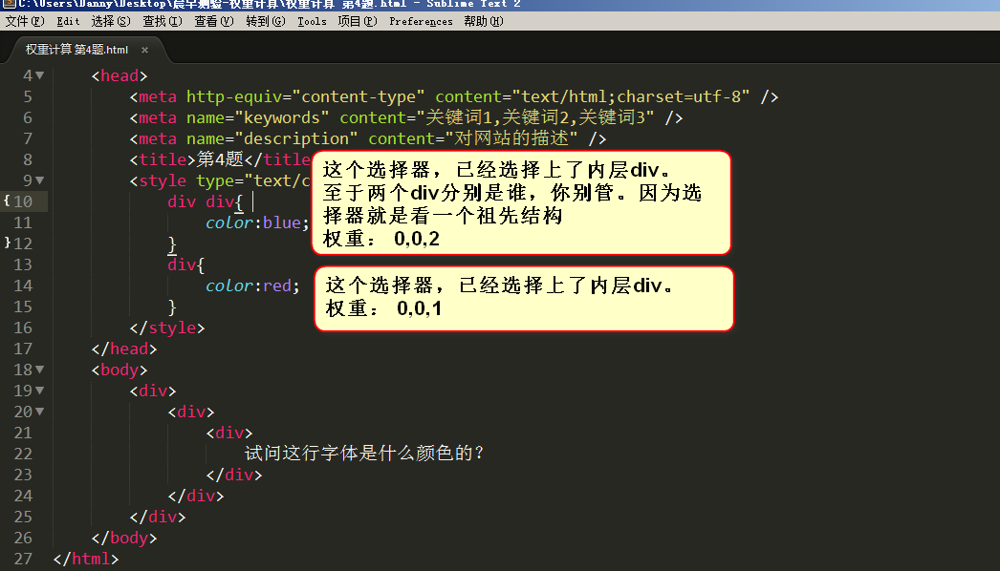 C:\Users\Danny\Desktop\晨早测验-权重计算\权重计算 第4题.html - Sublime Text 2
文件(F) Edit 选择(S) 查找(I) 查看(V) 转到(G) Tools 项目(P) Preferences 帮助(H)
权重计算 第4题.html ×
4 <head>
5 <meta http-equiv="content-type" content="text/html;charset=utf-8" />
6 <meta name="keywords" content="关键词1,关键词2,关键词3" />
7 <meta name="description" content="对网站的描述" />
8 <title>第4题</title
9 <style type="text/c
10 div div{
11 color:blue;
12 }
13 div{
14 color:red;
15 }
16 </style>
17 </head>
18 <body>
19 <div>
20 <div>
21 <div>
22 试问这行字体是什么颜色的？
23 </div>
24 </div>
25 </div>
26 </body>
27 </html>
这个选择器，已经选择上了内层div。
至于两个div分别是谁，你别管。因为选
择器就是看一个祖先结构
权重： 0,0,2
这个选择器，已经选择上了内层div。
权重： 0,0,1